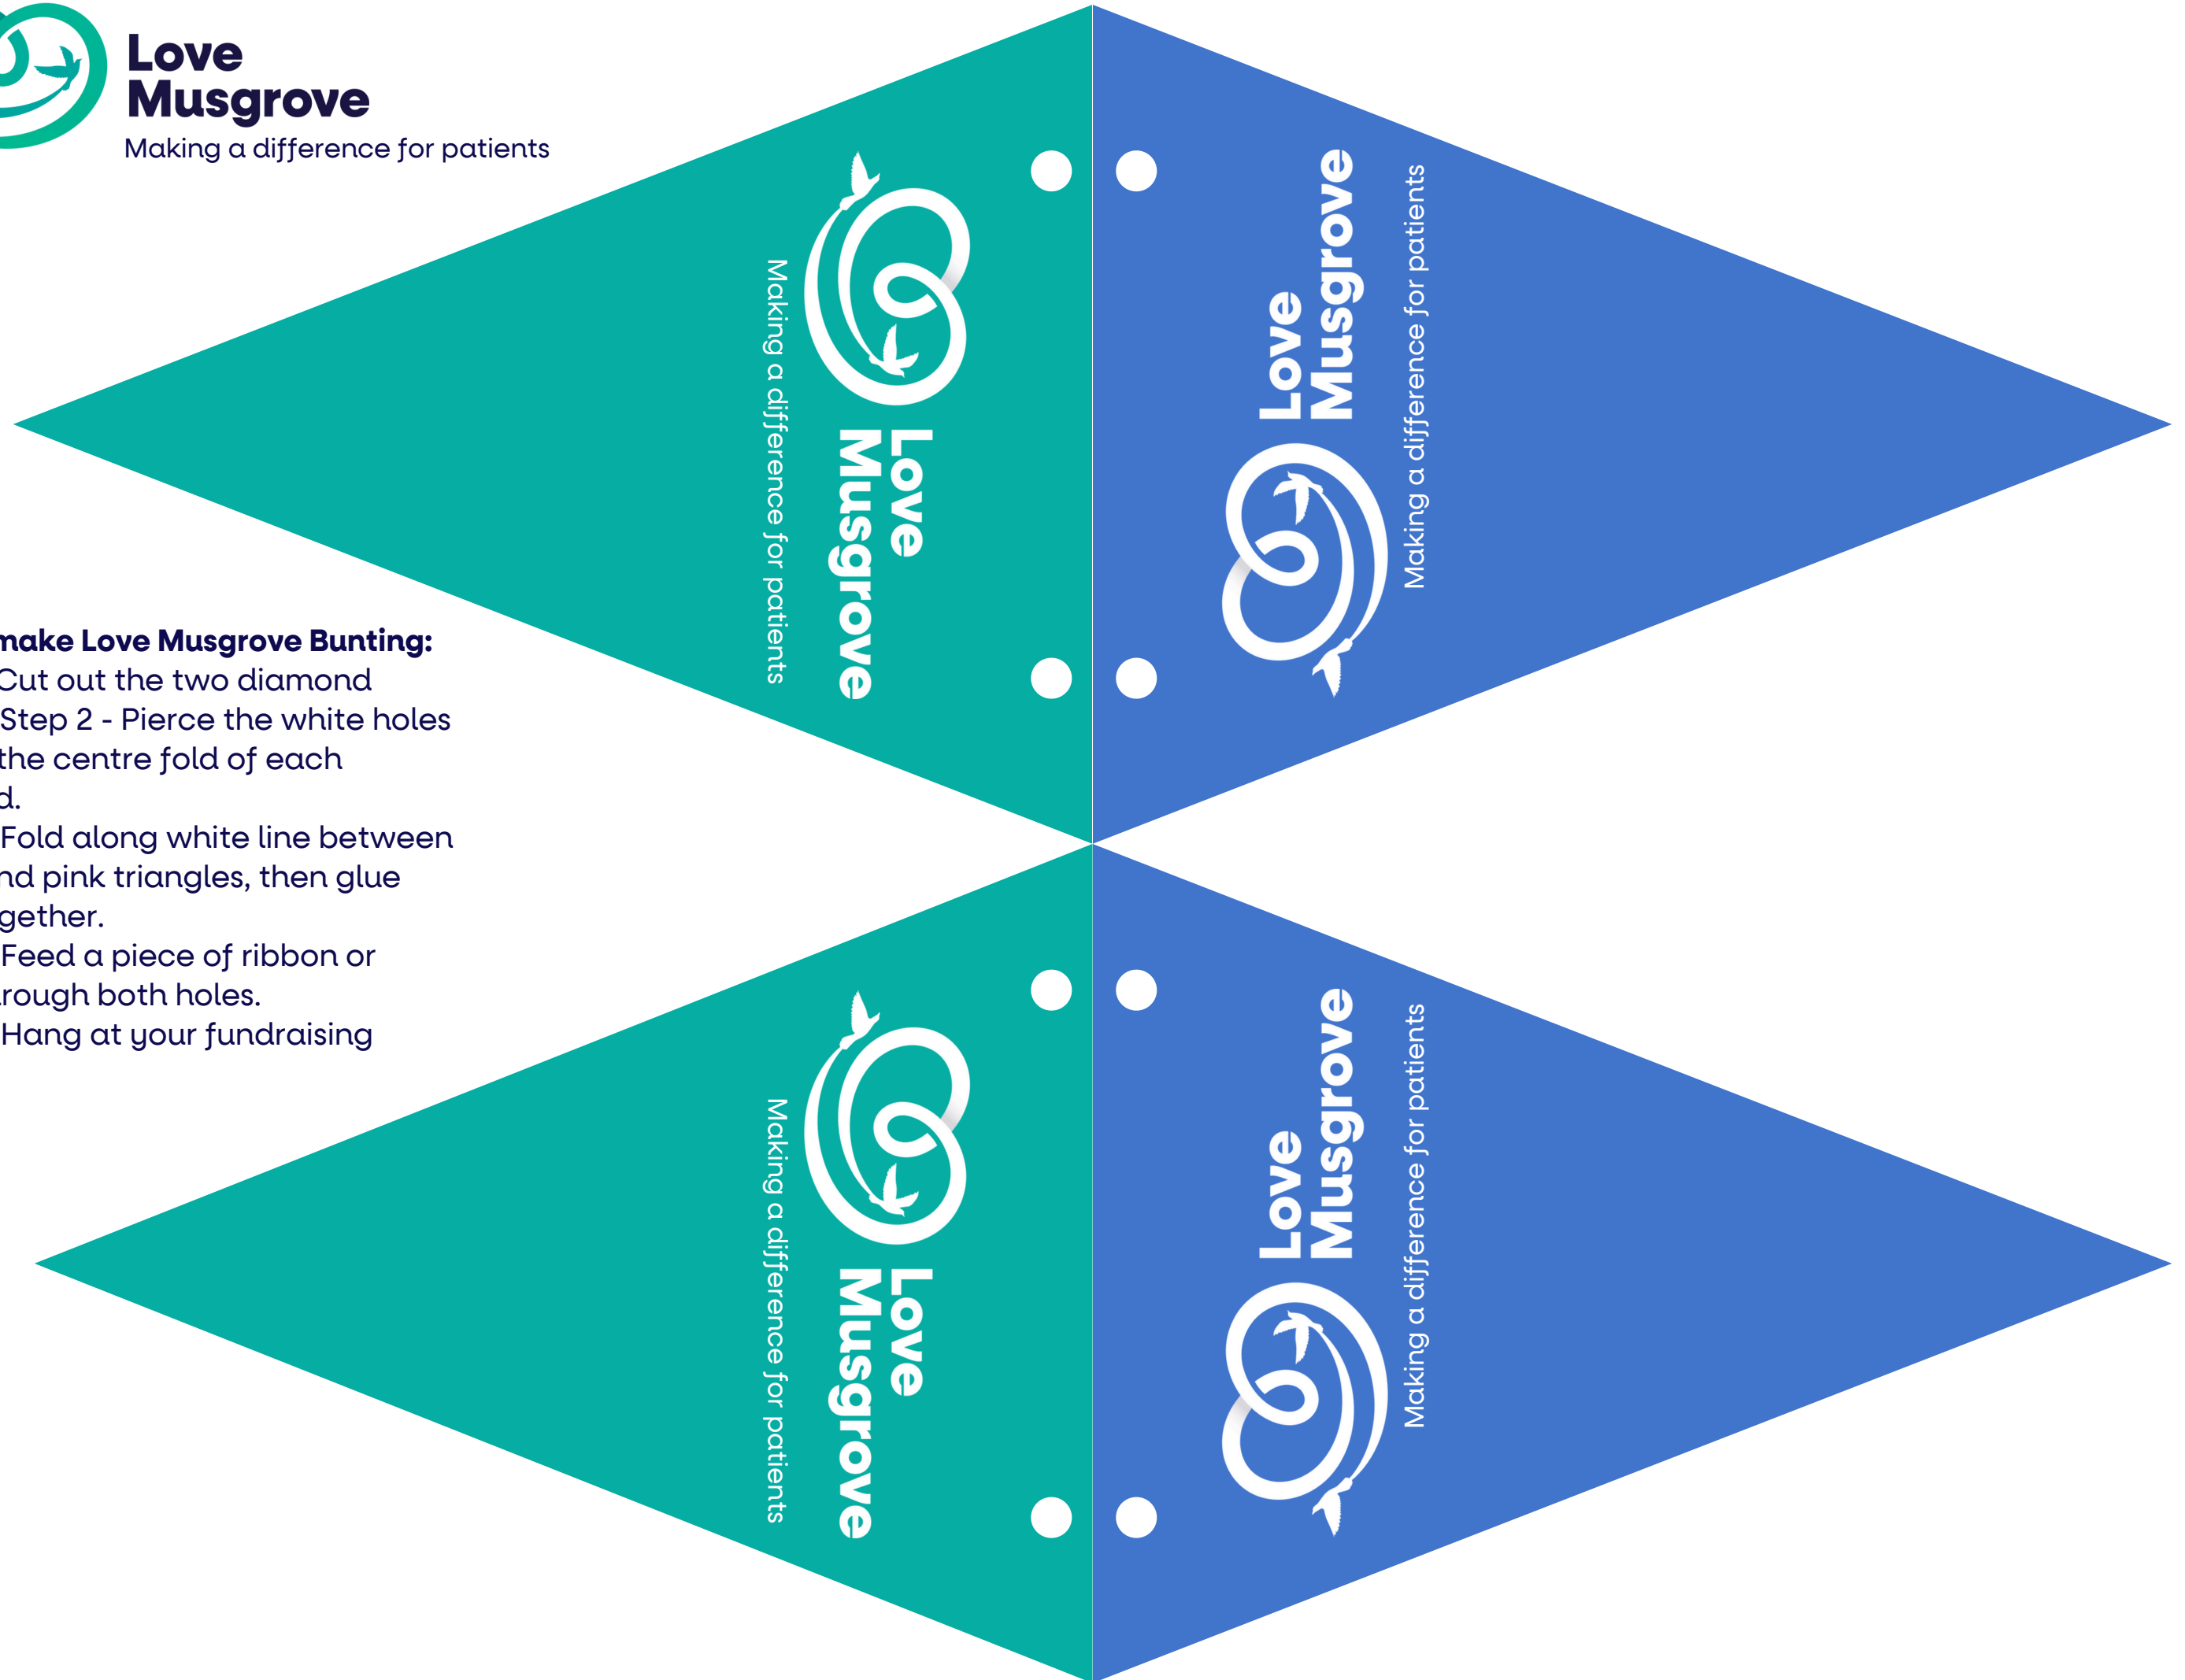 Love
Musgrove
Making a difference for patients
make Love Musgrove Bunting:
Cut out the two diamond
Step 2 - Pierce the white holes
the centre fold of each
d.
Fold along white line between
nd pink triangles, then glue
gether.
Feed a piece of ribbon or
rough both holes.
Hang at your fundraising
Love
Musgrove
Making a difference for patients
Love
Musgrove
Making a difference for patients
Love
Musgrove
Making a difference for patients
Love
Musgrove
Making a difference for patients